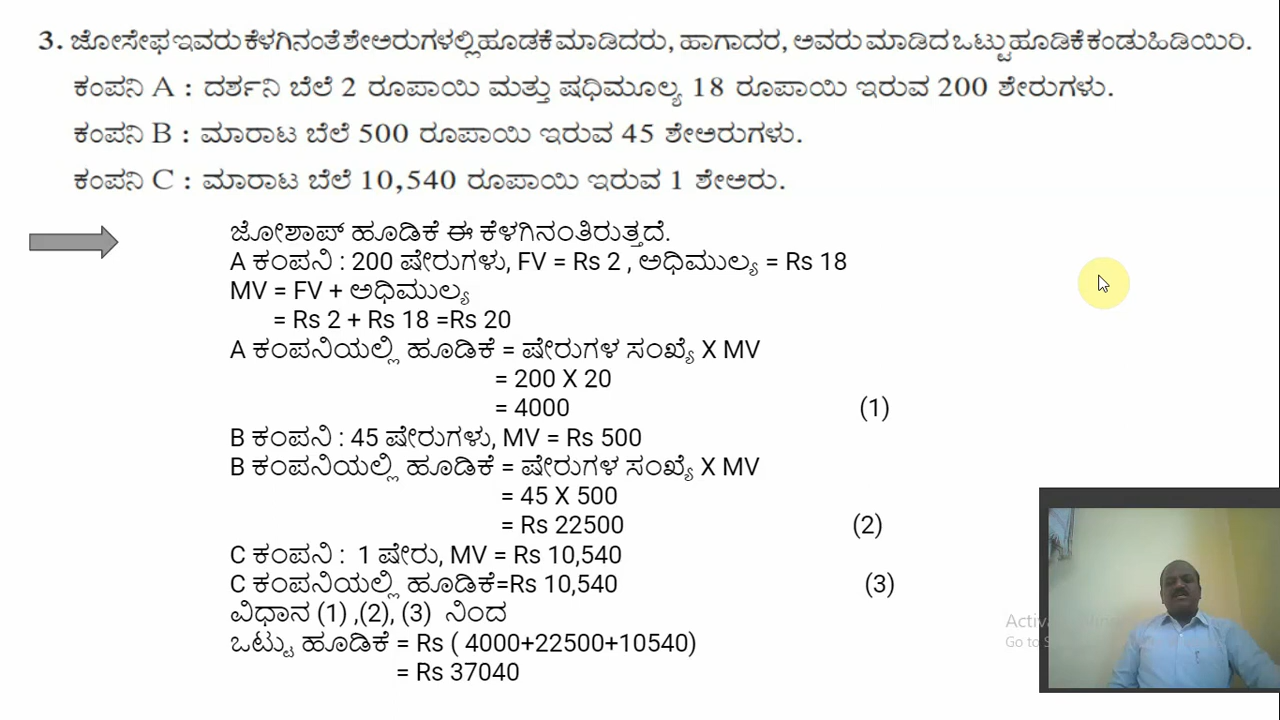 3. ಜೋಸೇಫ ಇವರು ಕೆಳಗಿನಂತೆ ಶೇಅರುಗಳಲ್ಲಿ ಹೂಡಕೆ ಮಾಡಿದರು, ಹಾಗಾದರ, ಅವರು ಮಾಡಿದ ಒಟ್ಟು ಹೂಡಿಕೆ ಕಂಡುಹಿಡಿಯಿರಿ.
ಕಂಪನಿ A : ದರ್ಶನಿ ಬೆಲೆ 2 ರೂಪಾಯಿ ಮತ್ತು ಷಧಿಮೂಲ್ಯ 18 ರೂಪಾಯಿ ಇರುವ 200 ಶೇರುಗಳು.
ಕಂಪನಿ B : ಮಾರಾಟ ಬೆಲೆ 500 ರೂಪಾಯಿ ಇರುವ 45 ಶೇಅರುಗಳು.
ಕಂಪನಿ C : ಮಾರಾಟ ಬೆಲೆ 10,540 ರೂಪಾಯಿ ಇರುವ 1 ಶೇಅರು.
ಜೋಶಾಪ್ ಹೂಡಿಕೆ ಈ ಕೆಳಗಿನಂತಿರುತ್ತದೆ.
A ಕಂಪನಿ : 200 ಷೇರುಗಳು, FV = Rs 2 , ಅಧಿಮುಲ್ಯ = Rs 18
MV = FV + ಅಧಿಮುಲ್ಯ
= Rs 2 + Rs 18 =Rs 20
A ಕಂಪನಿಯಲ್ಲಿ ಹೂಡಿಕೆ = ಷೇರುಗಳ ಸಂಖ್ಯೆ X MV
= 200 X 20
= 4000 (1)
B ಕಂಪನಿ : 45 ಷೇರುಗಳು, MV = Rs 500
B ಕಂಪನಿಯಲ್ಲಿ ಹೂಡಿಕೆ = ಷೇರುಗಳ ಸಂಖ್ಯೆ X MV
= 45 X 500
= Rs 22500 (2)
C ಕಂಪನಿ : 1 ಷೇರು, MV = Rs 10,540
C ಕಂಪನಿಯಲ್ಲಿ ಹೂಡಿಕೆ=Rs 10,540 (3)
ವಿಧಾನ (1) ,(2), (3) ನಿಂದ
ಒಟ್ಟು ಹೂಡಿಕೆ = Rs ( 4000+22500+10540)
= Rs 37040
Go to